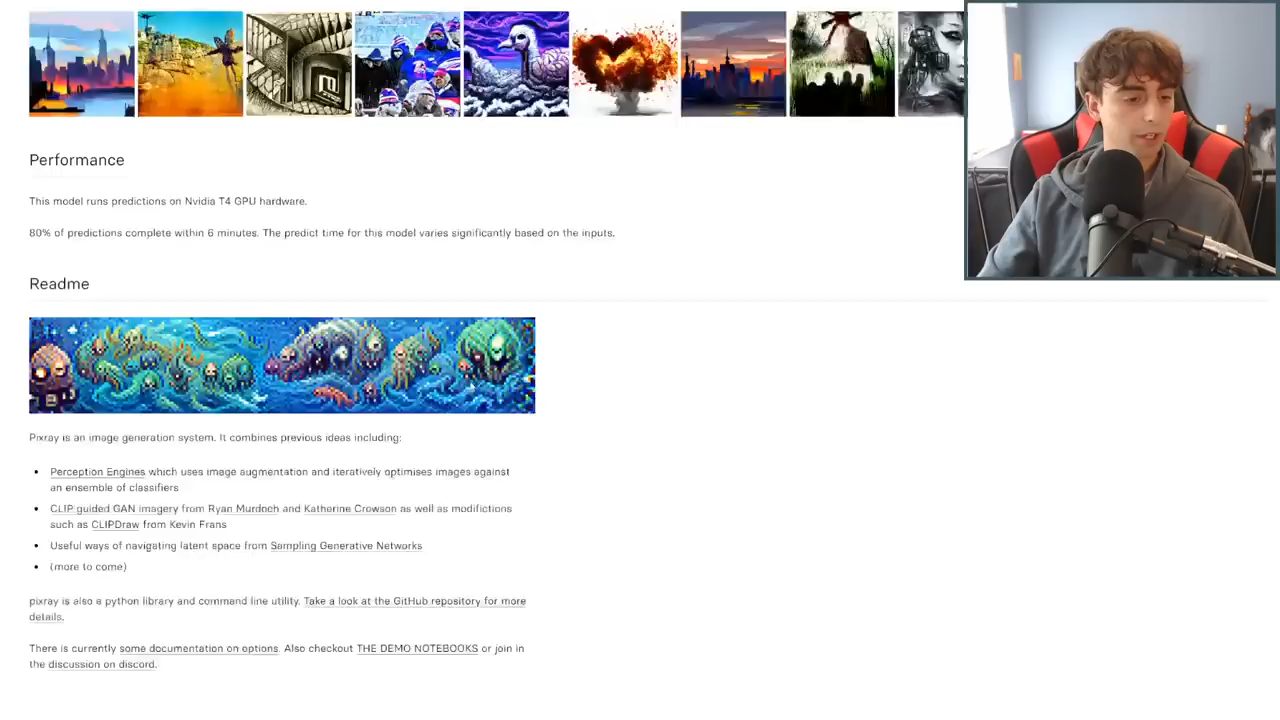 Performance
This model runs predictions on Nvidia T4 GPU hardware.
80% of predictions complete within 6 minutes. The predict time for this model varies significantly based on the inputs.
Readme
Pixray is an image generation system. It combines previous ideas including:
• Perception Engines which uses image augmentation and iteratively optimises images against
an ensemble of classifiers
• CLIP guided GAN imagery from Ryan Murdoch and Katherine Crowson as well as modifictions
such as CLIPDraw from Kevin Frans
• Useful ways of navigating latent space from Sampling Generative Networks
• (more to come)
pixray is also a python library and command line utility. Take a look at the GitHub repository for more
details.
There is currently some documentation on options. Also checkout THE DEMO NOTEBOOKS or join in
the discussion on discord.